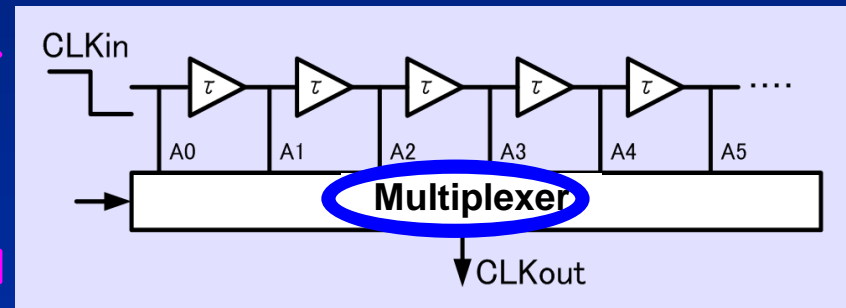 CLKin
τ τ τ τ τ ‥‥
A0 A1 A2 A3 A4 A5
Multiplexer
CLKout